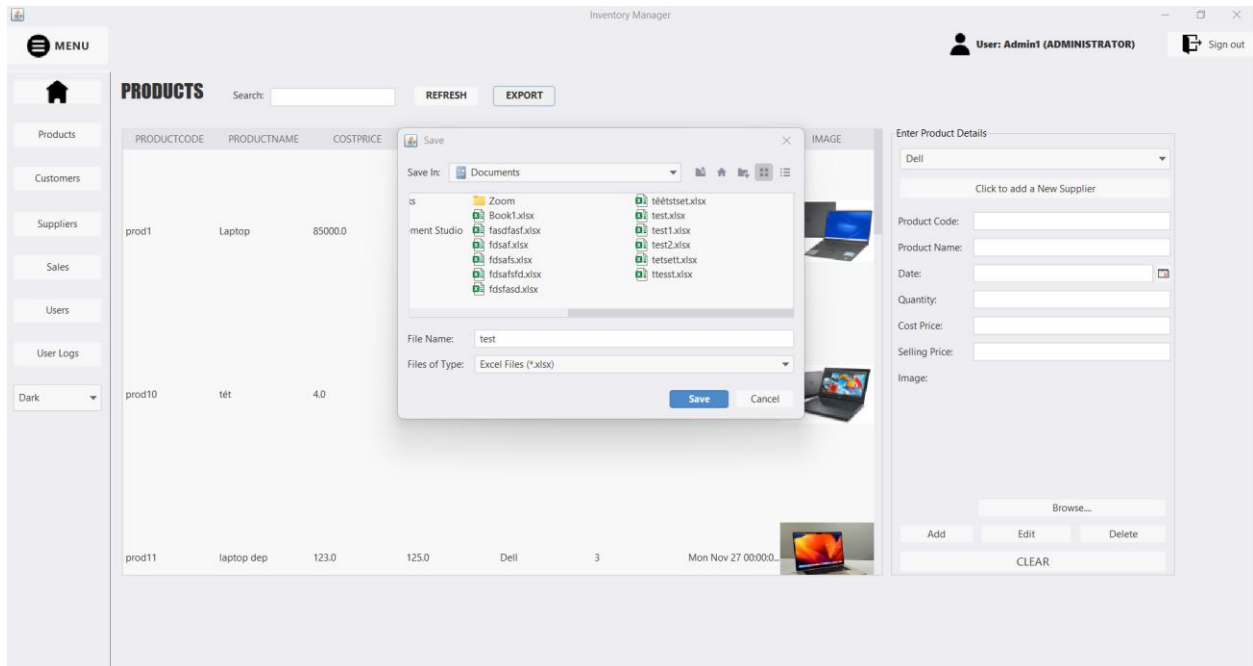 Inventory Manager
MENU
User: Admin1 (ADMINISTRATOR)
Sign out
PRODUCTS
Search:
REFRESH
EXPORT
Products
Customers
Suppliers
Sales
Users
User Logs
Dark
PRODUCTCODE PRODUCTNAME COSTPRICE IMAGE
prod1 Laptop 85000.0
prod10 tét 4.0
prod11 laptop dep 123.0 125.0 Dell 3 Mon Nov 27 00:00:0...
Save
Save In: Documents
ment Studio
Zoom
Book1.xlsx
fasdfasf.xlsx
fdsaf.xlsx
fdsafs.xlsx
fdsafsfd.xlsx
fdsfasd.xlsx
têêtstset.xlsx
test.xlsx
test1.xlsx
test2.xlsx
tetsett.xlsx
ttesst.xlsx
File Name: test
Files of Type: Excel Files (*.xlsx)
Save Cancel
Enter Product Details
Dell
Click to add a New Supplier
Product Code:
Product Name:
Date:
Quantity:
Cost Price:
Selling Price:
Image:
Browse...
Add Edit Delete
CLEAR